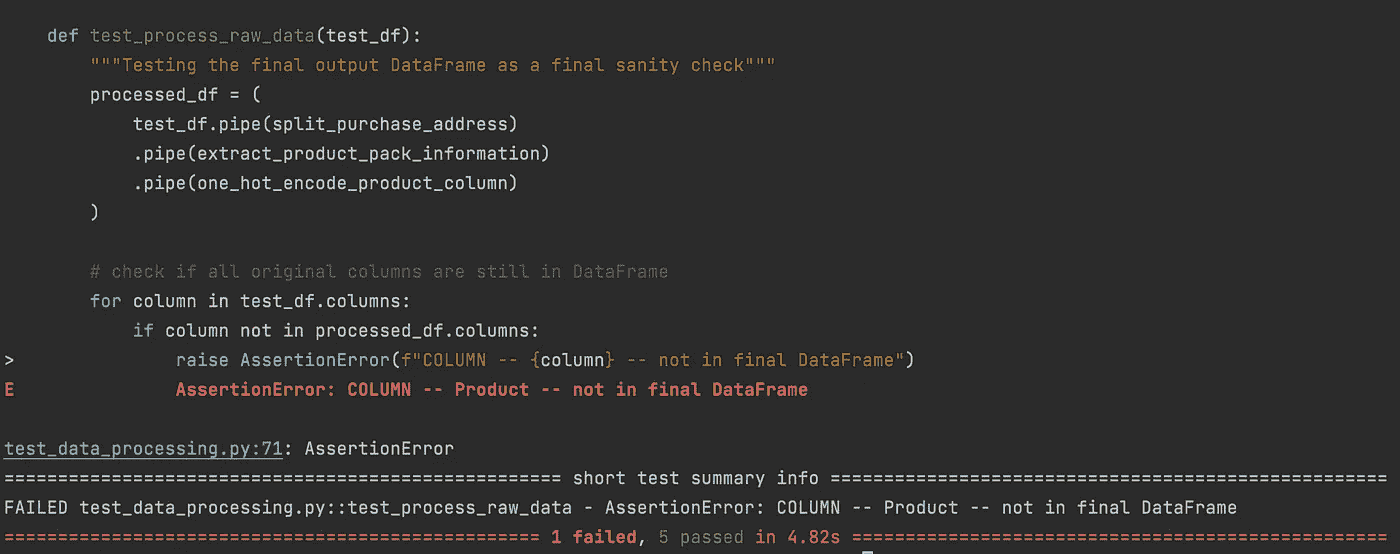 def test_process_raw_data(test_df):
"""Testing the final output DataFrame as a final sanity check"""
processed_df = (
test_df.pipe(split_purchase_address)
.pipe(extract_product_pack_information)
.pipe(one_hot_encode_product_column)
)
# check if all original columns are still in DataFrame
for column in test_df.columns:
if column not in processed_df.columns:
> raise AssertionError(f"COLUMN -- {column} -- not in final DataFrame")
E AssertionError: COLUMN -- Product -- not in final DataFrame
test_data_processing.py:71: AssertionError
==================================================== short test summary info ====================================================
FAILED test_data_processing.py::test_process_raw_data - AssertionError: COLUMN -- Product -- not in final DataFrame
================================================== 1 failed, 5 passed in 4.82s ==================================================